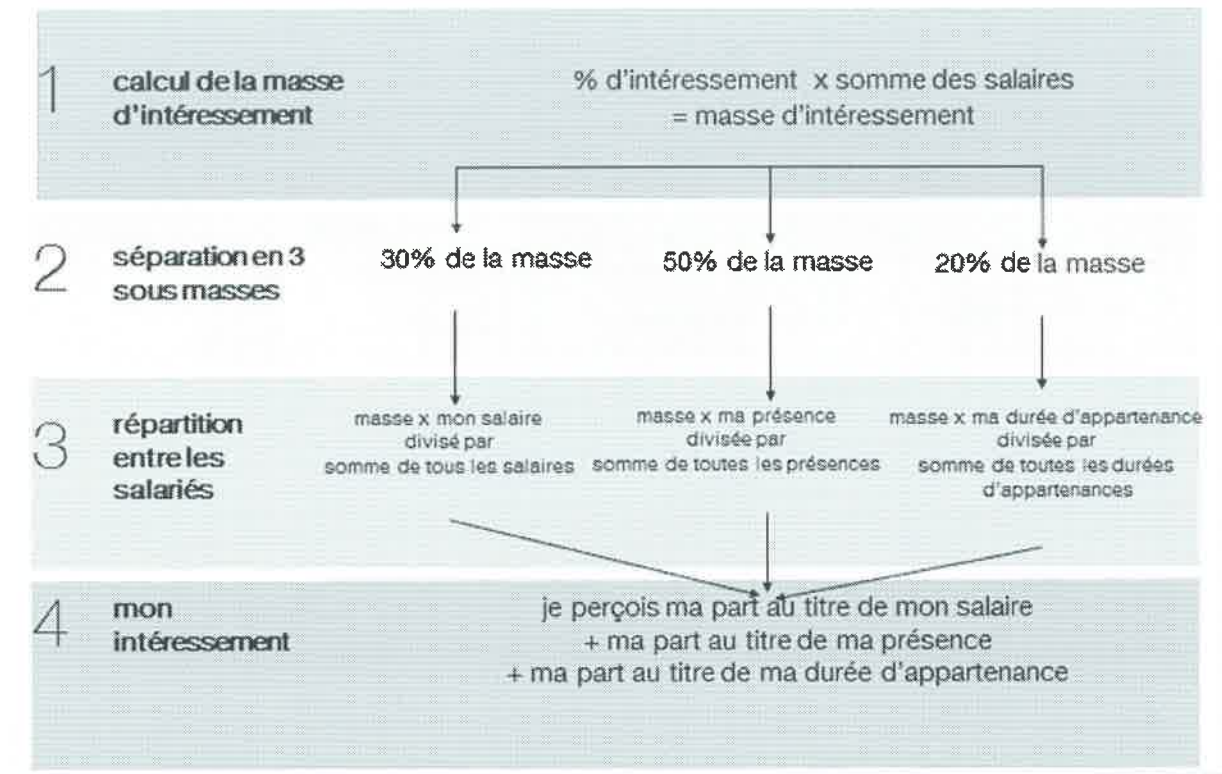 1
calcul de la masse
d'intéressement
% d'intéressement x somme des salaires
= masse d'intéressement
2
séparation en 3
sous masses
30% de la masse
50% de la masse
20% de la masse
3
répartition
entre les
salariés
masse x mon salaire
divisé par
somme de tous les salaires
masse x ma présence
divisée par
somme de toutes les présences
masse x ma durée d'appartenance
divisée par
somme de toutes les durées
d'appartenances
4
mon
intéressement
je perçois ma part au titre de mon salaire
+ ma part au titre de ma présence
+ ma part au titre de ma durée d'appartenance